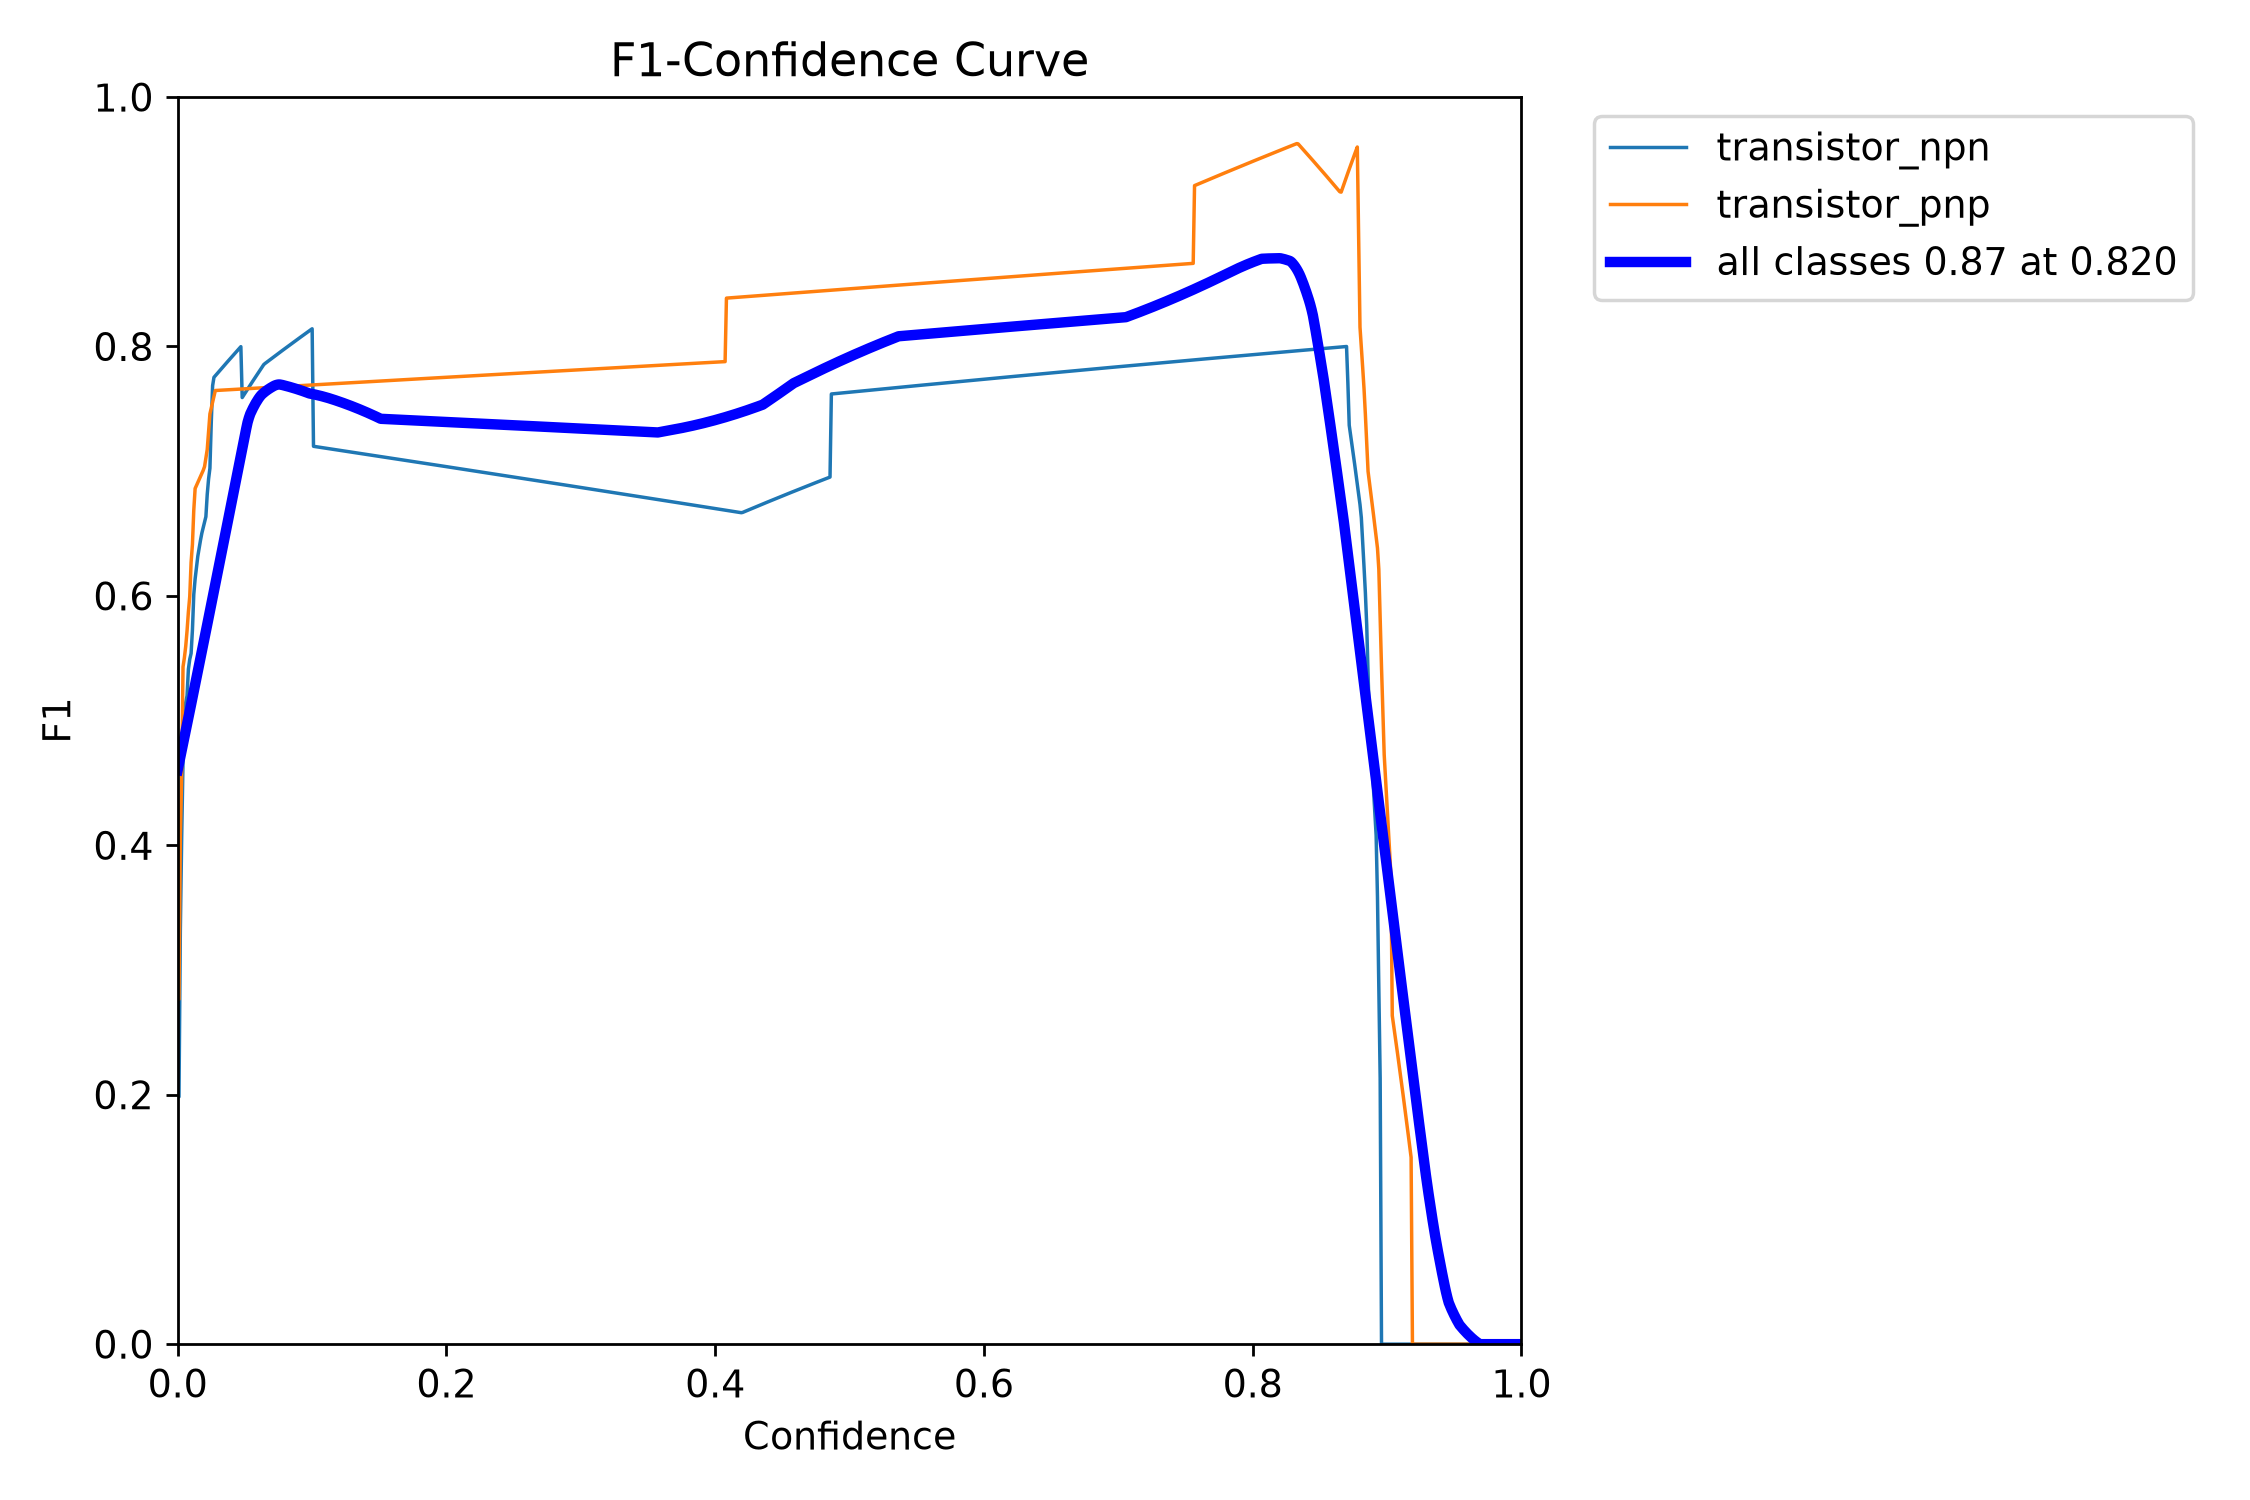 F1-Confidence Curve
1.0
0.8
0.6
0.4
0.2
0.0
F1
0.0 0.2 0.4 0.6 0.8 1.0
Confidence
transistor_npn
transistor_pnp
all classes 0.87 at 0.820